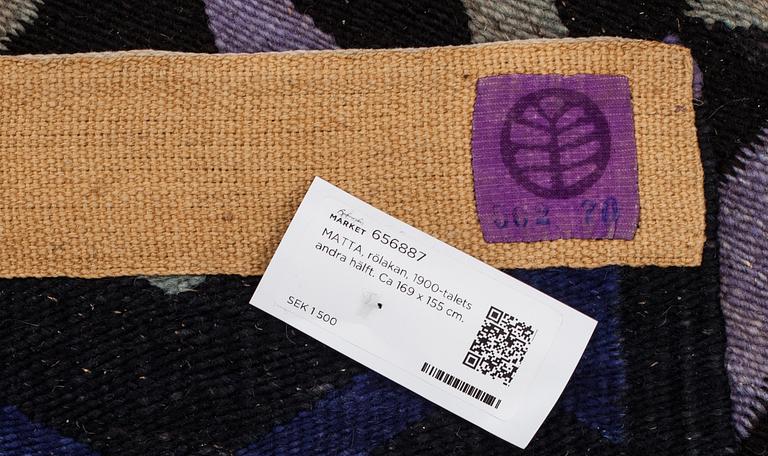 MARKET 656887
MATTA, rölakan, 1900-talets
andra hälft. Ca 169 x 155 cm.
SEK 1 500